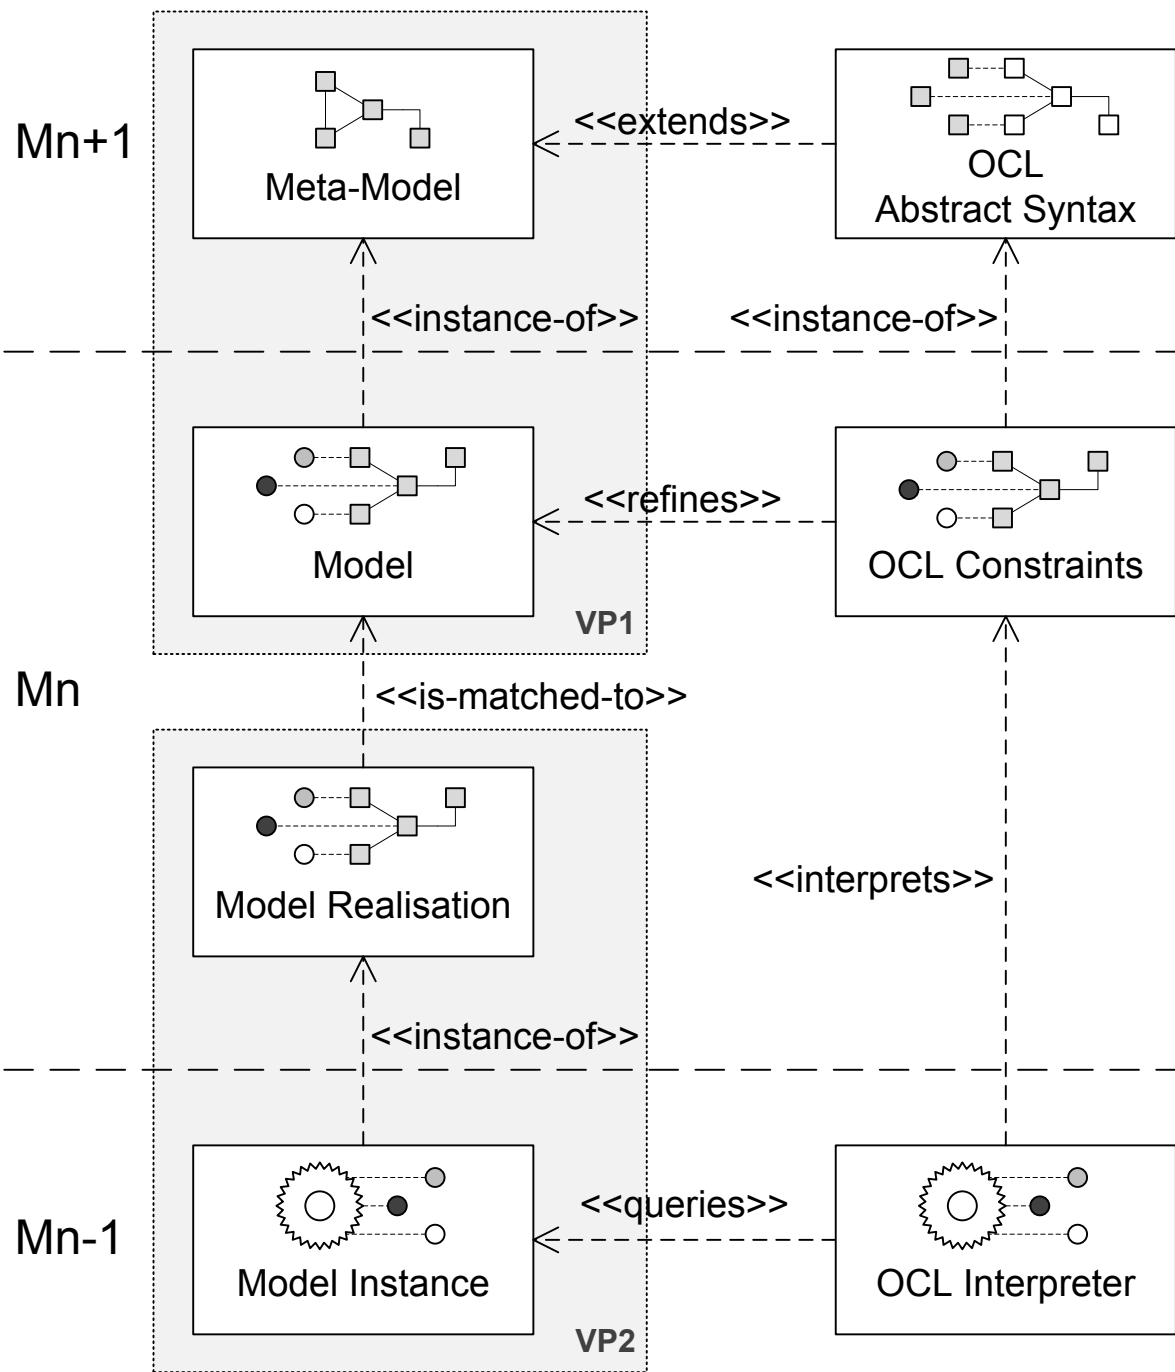 Mn+1
Meta-Model
<<extends>>
OCL
Abstract Syntax
<<instance-of>>
<<instance-of>>
Model
<<refines>>
OCL Constraints
VP1
Mn
<<is-matched-to>>
Model Realisation
<<interprets>>
<<instance-of>>
Mn-1
Model Instance
<<queries>>
OCL Interpreter
VP2